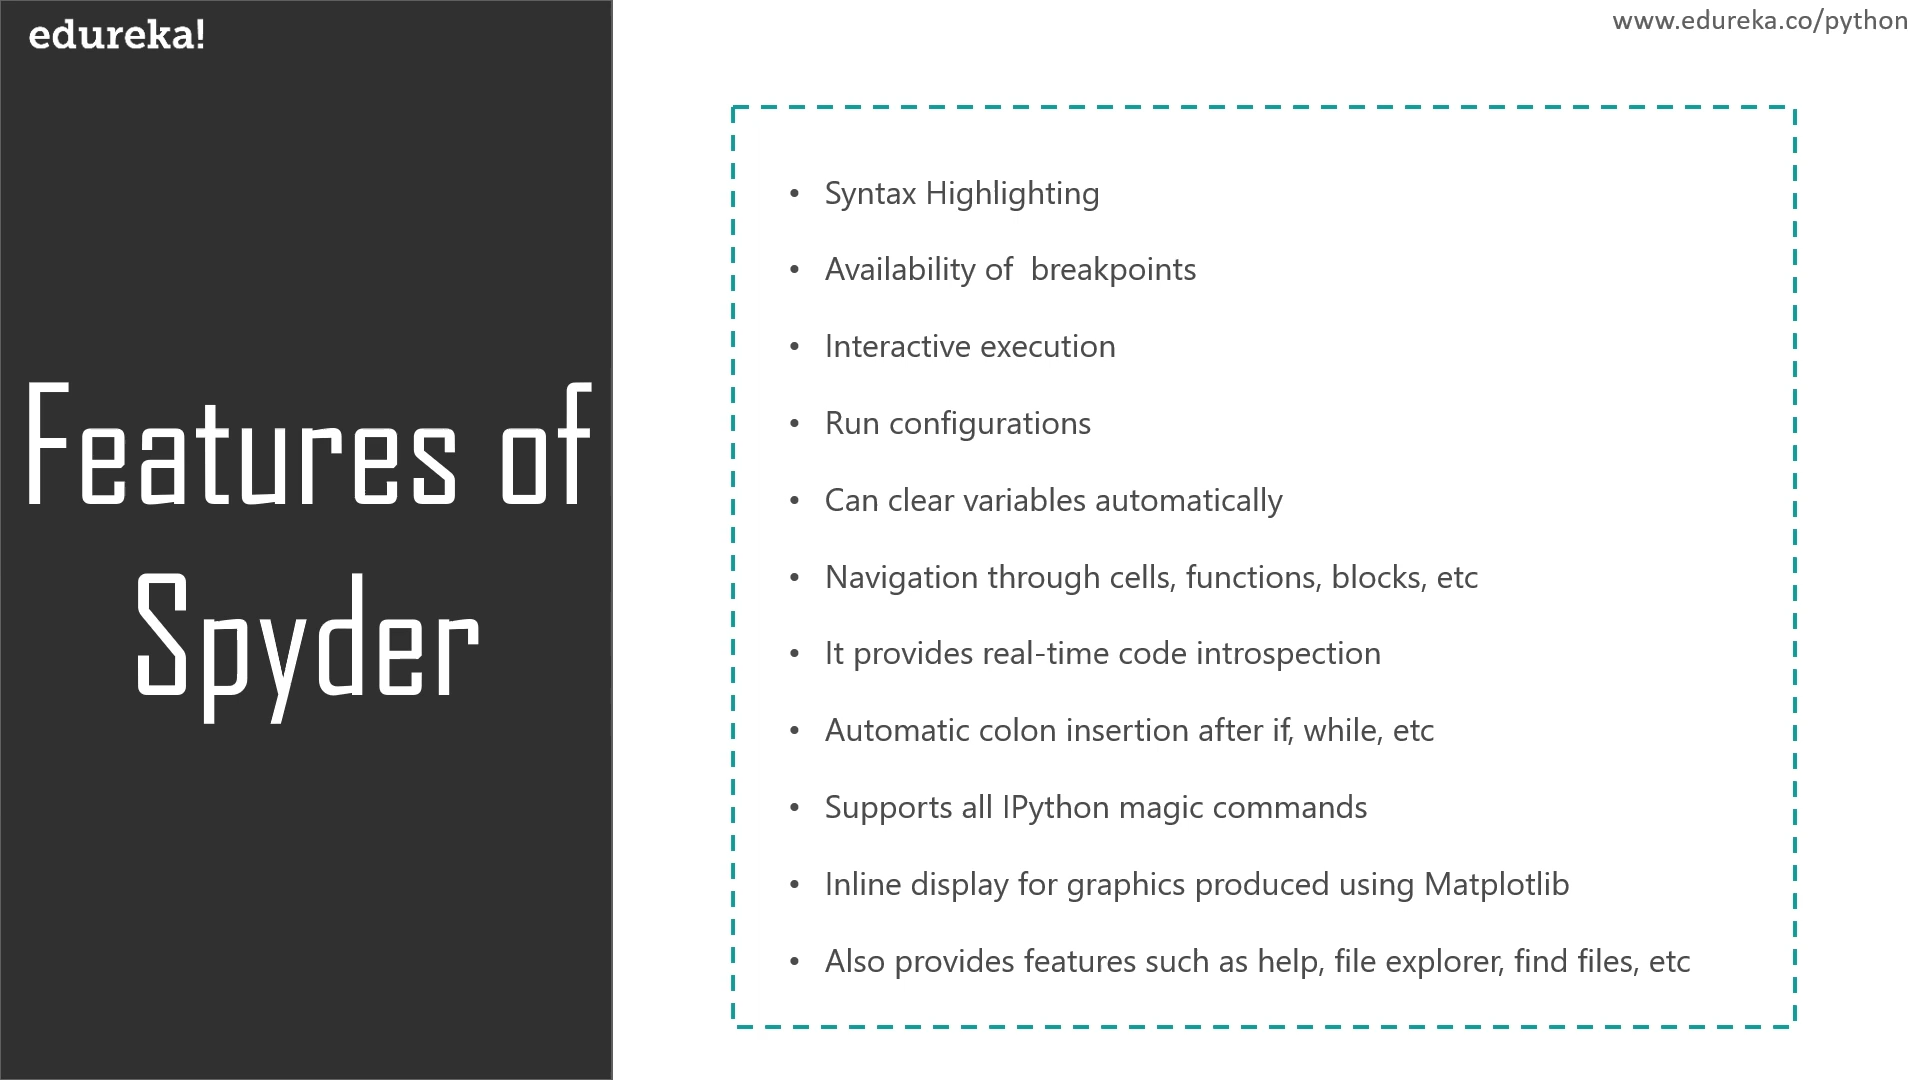 edureka!
www.edureka.co/python
Features of
Spyder
• Syntax Highlighting
• Availability of  breakpoints
• Interactive execution
• Run configurations
• Can clear variables automatically
• Navigation through cells, functions, blocks, etc
• It provides real-time code introspection
• Automatic colon insertion after if, while, etc
• Supports all IPython magic commands
• Inline display for graphics produced using Matplotlib
• Also provides features such as help, file explorer, find files, etc